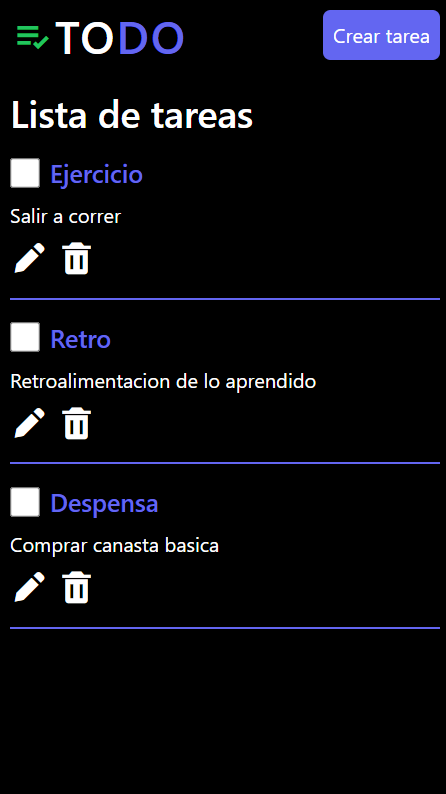 TODO
Crear tarea
Lista de tareas
Ejercicio
Salir a correr
Retro
Retroalimentacion de lo aprendido
Despensa
Comprar canasta basica